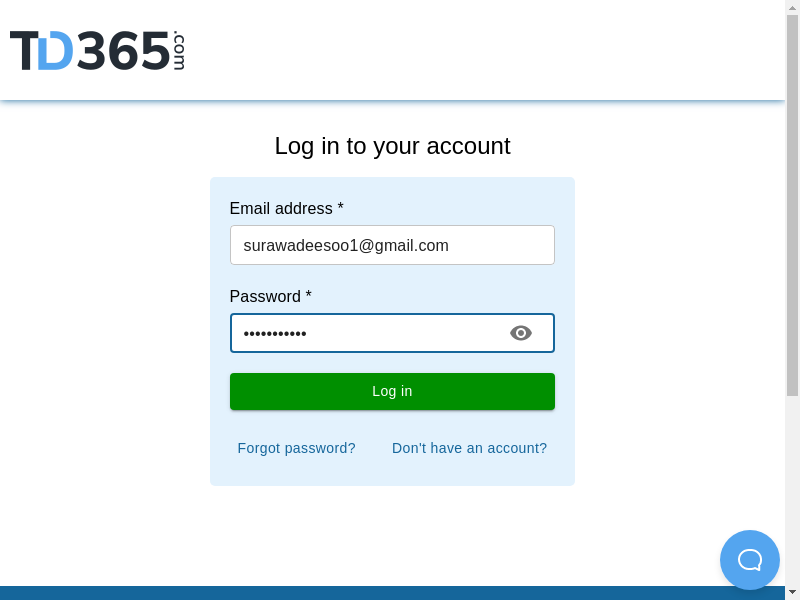 TD365.com
Log in to your account
Email address *
surawadeesoo1@gmail.com
Password *
•••••••••••
Log in
Forgot password? Don't have an account?